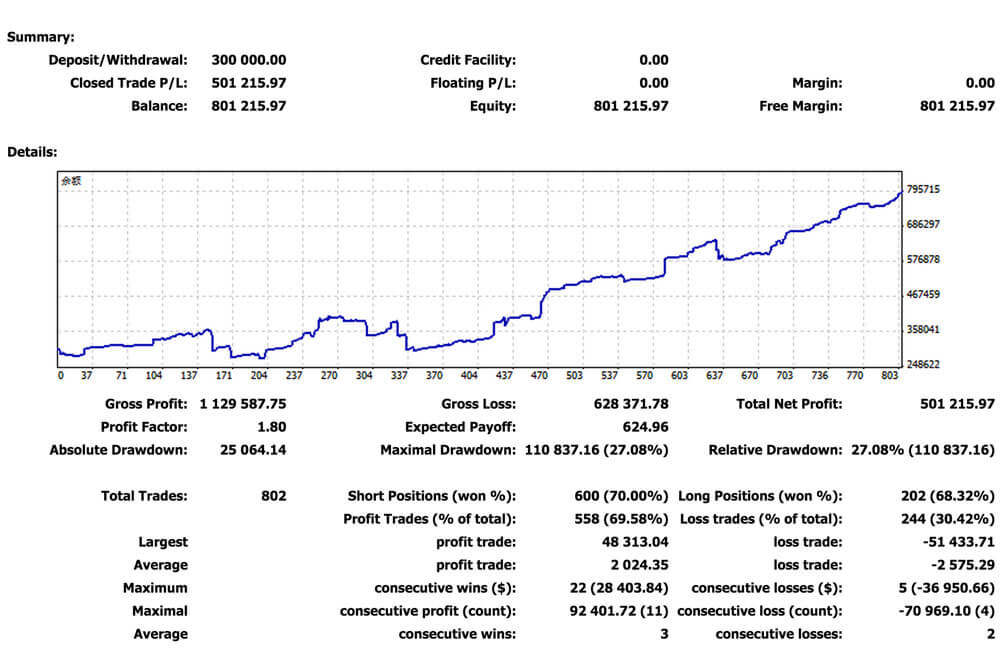 Summary:
Deposit/Withdrawal: 300 000.00 Credit Facility: 0.00
Closed Trade P/L: 501 215.97 Floating P/L: 0.00 Margin: 0.00
Balance: 801 215.97 Equity: 801 215.97 Free Margin: 801 215.97
Details:
余额
795715
686297
576878
467459
358041
248622
0 37 71 104 137 171 204 237 270 304 337 370 404 437 470 503 537 570 603 637 670 703 736 770 803
Gross Profit: 1 129 587.75 Gross Loss: 628 371.78 Total Net Profit: 501 215.97
Profit Factor: 1.80 Expected Payoff: 624.96
Absolute Drawdown: 25 064.14 Maximal Drawdown: 110 837.16 (27.08%) Relative Drawdown: 27.08% (110 837.16)
Total Trades: 802 Short Positions (won %): 600 (70.00%) Long Positions (won %): 202 (68.32%)
Profit Trades (% of total): 558 (69.58%) Loss trades (% of total): 244 (30.42%)
Largest profit trade: 48 313.04 loss trade: -51 433.71
Average profit trade: 2 024.35 loss trade: -2 575.29
Maximum consecutive wins ($): 22 (28 403.84) consecutive losses ($): 5 (-36 950.66)
Maximal consecutive profit (count): 92 401.72 (11) consecutive loss (count): -70 969.10 (4)
Average consecutive wins: 3 consecutive losses: 2